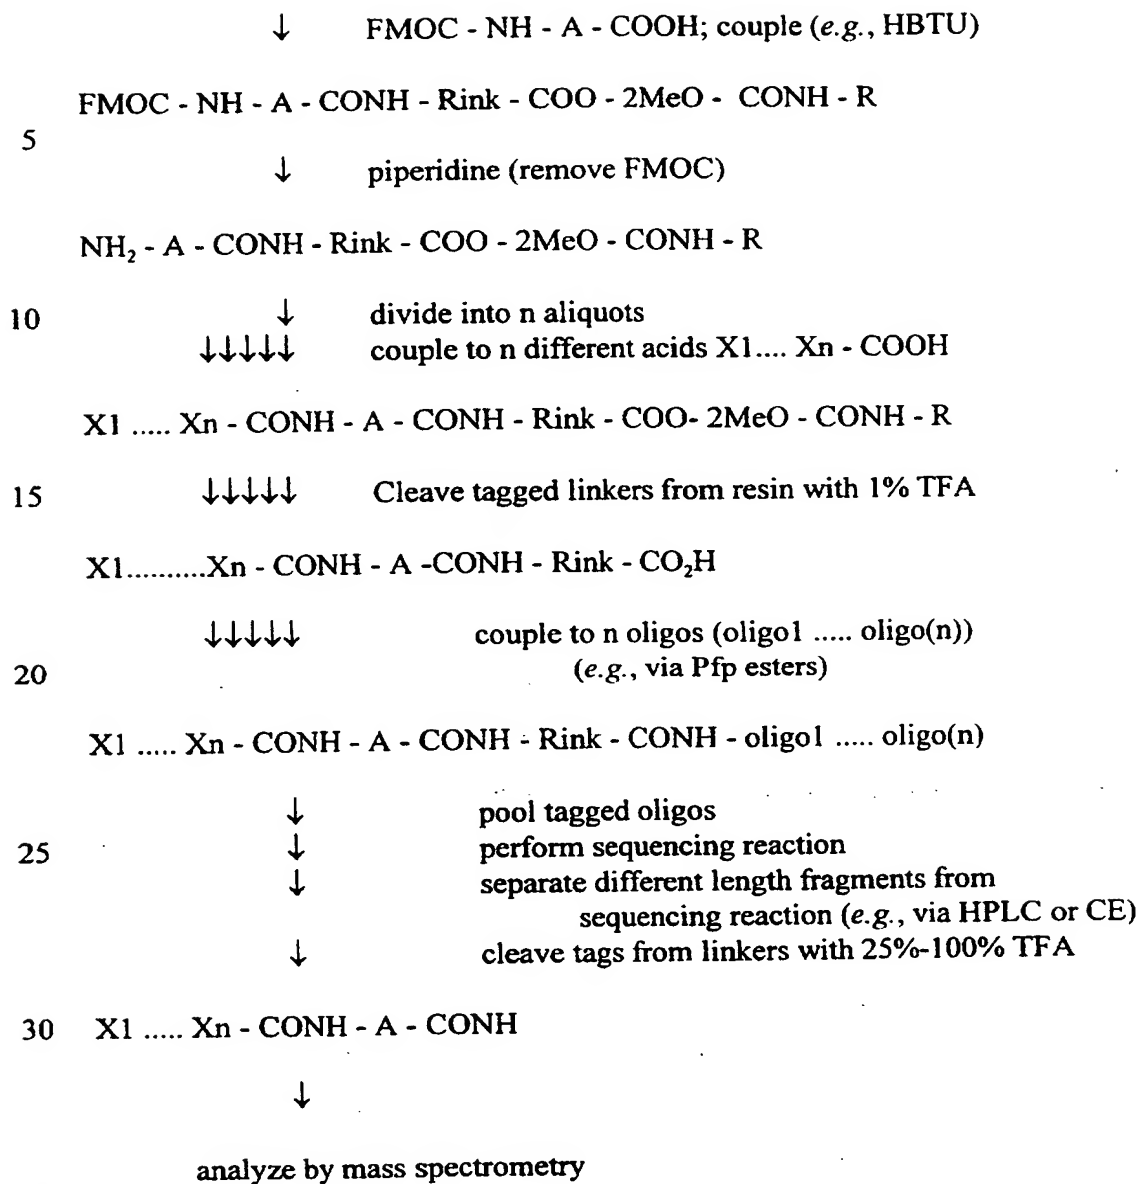 ↓ FMOC - NH - A - COOH; couple (e.g., HBTU)
FMOC - NH - A - CONH - Rink - COO - 2MeO - CONH - R
5
↓ piperidine (remove FMOC)
NH₂ - A - CONH - Rink - COO - 2MeO - CONH - R
10 ↓ divide into n aliquots
↓↓↓↓↓ couple to n different acids X1.... Xn - COOH
X1 ..... Xn - CONH - A - CONH - Rink - COO- 2MeO - CONH - R
15 ↓↓↓↓↓ Cleave tagged linkers from resin with 1% TFA
X1..........Xn - CONH - A -CONH - Rink - CO₂H
↓↓↓↓↓ couple to n oligos (oligo1 ..... oligo(n))
20 (e.g., via Pfp esters)
X1 ..... Xn - CONH - A - CONH - Rink - CONH - oligo1 ..... oligo(n)
↓ pool tagged oligos
25 ↓ perform sequencing reaction
↓ separate different length fragments from
sequencing reaction (e.g., via HPLC or CE)
↓ cleave tags from linkers with 25%-100% TFA
30 X1 ..... Xn - CONH - A - CONH
↓
analyze by mass spectrometry